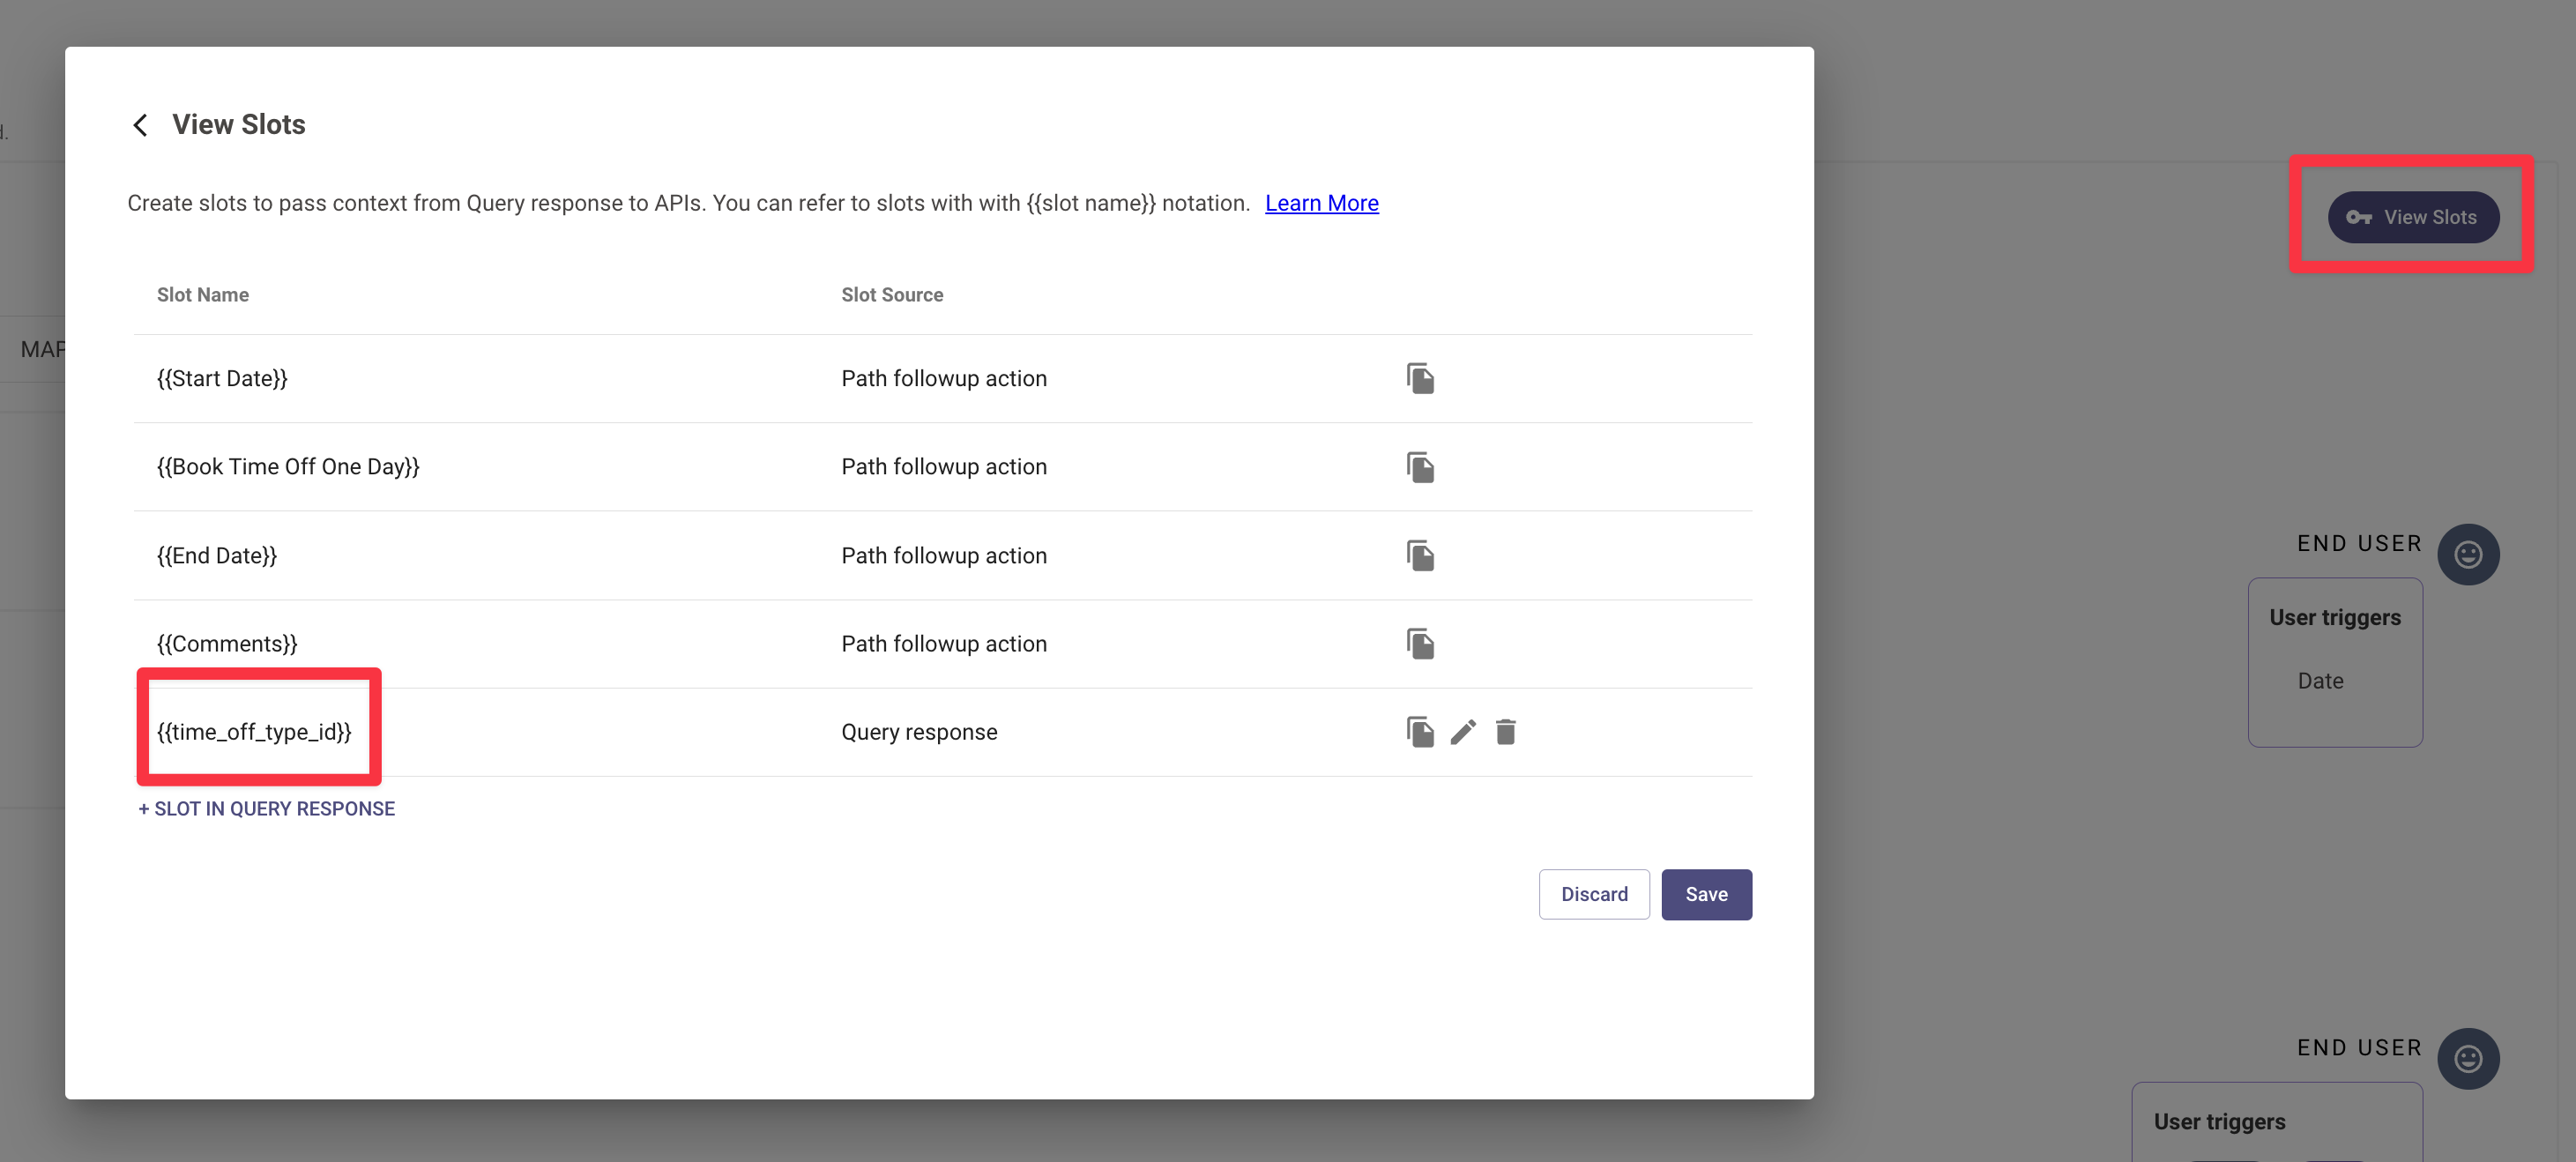 d.
View Slots
Create slots to pass context from Query response to APIs. You can refer to slots with with {{slot name}} notation. Learn More
Slot Name Slot Source
{{Start Date}} Path followup action
{{Book Time Off One Day}} Path followup action
{{End Date}} Path followup action
{{Comments}} Path followup action
{{time_off_type_id}} Query response
+ SLOT IN QUERY RESPONSE
Discard Save
MAP
View Slots
END USER
User triggers
Date
END USER
User triggers